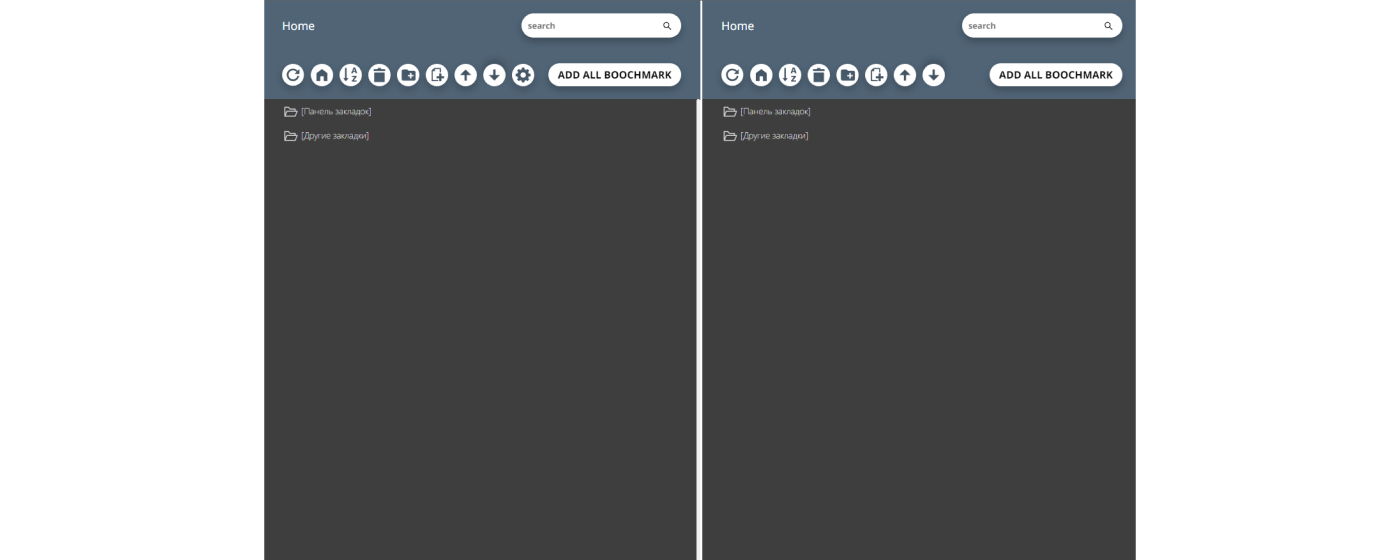 Home
search
ADD ALL BOOCHMARK
[Панель закладок]
[Другие закладки]
Home
search
ADD ALL BOOCHMARK
[Панель закладок]
[Другие закладки]